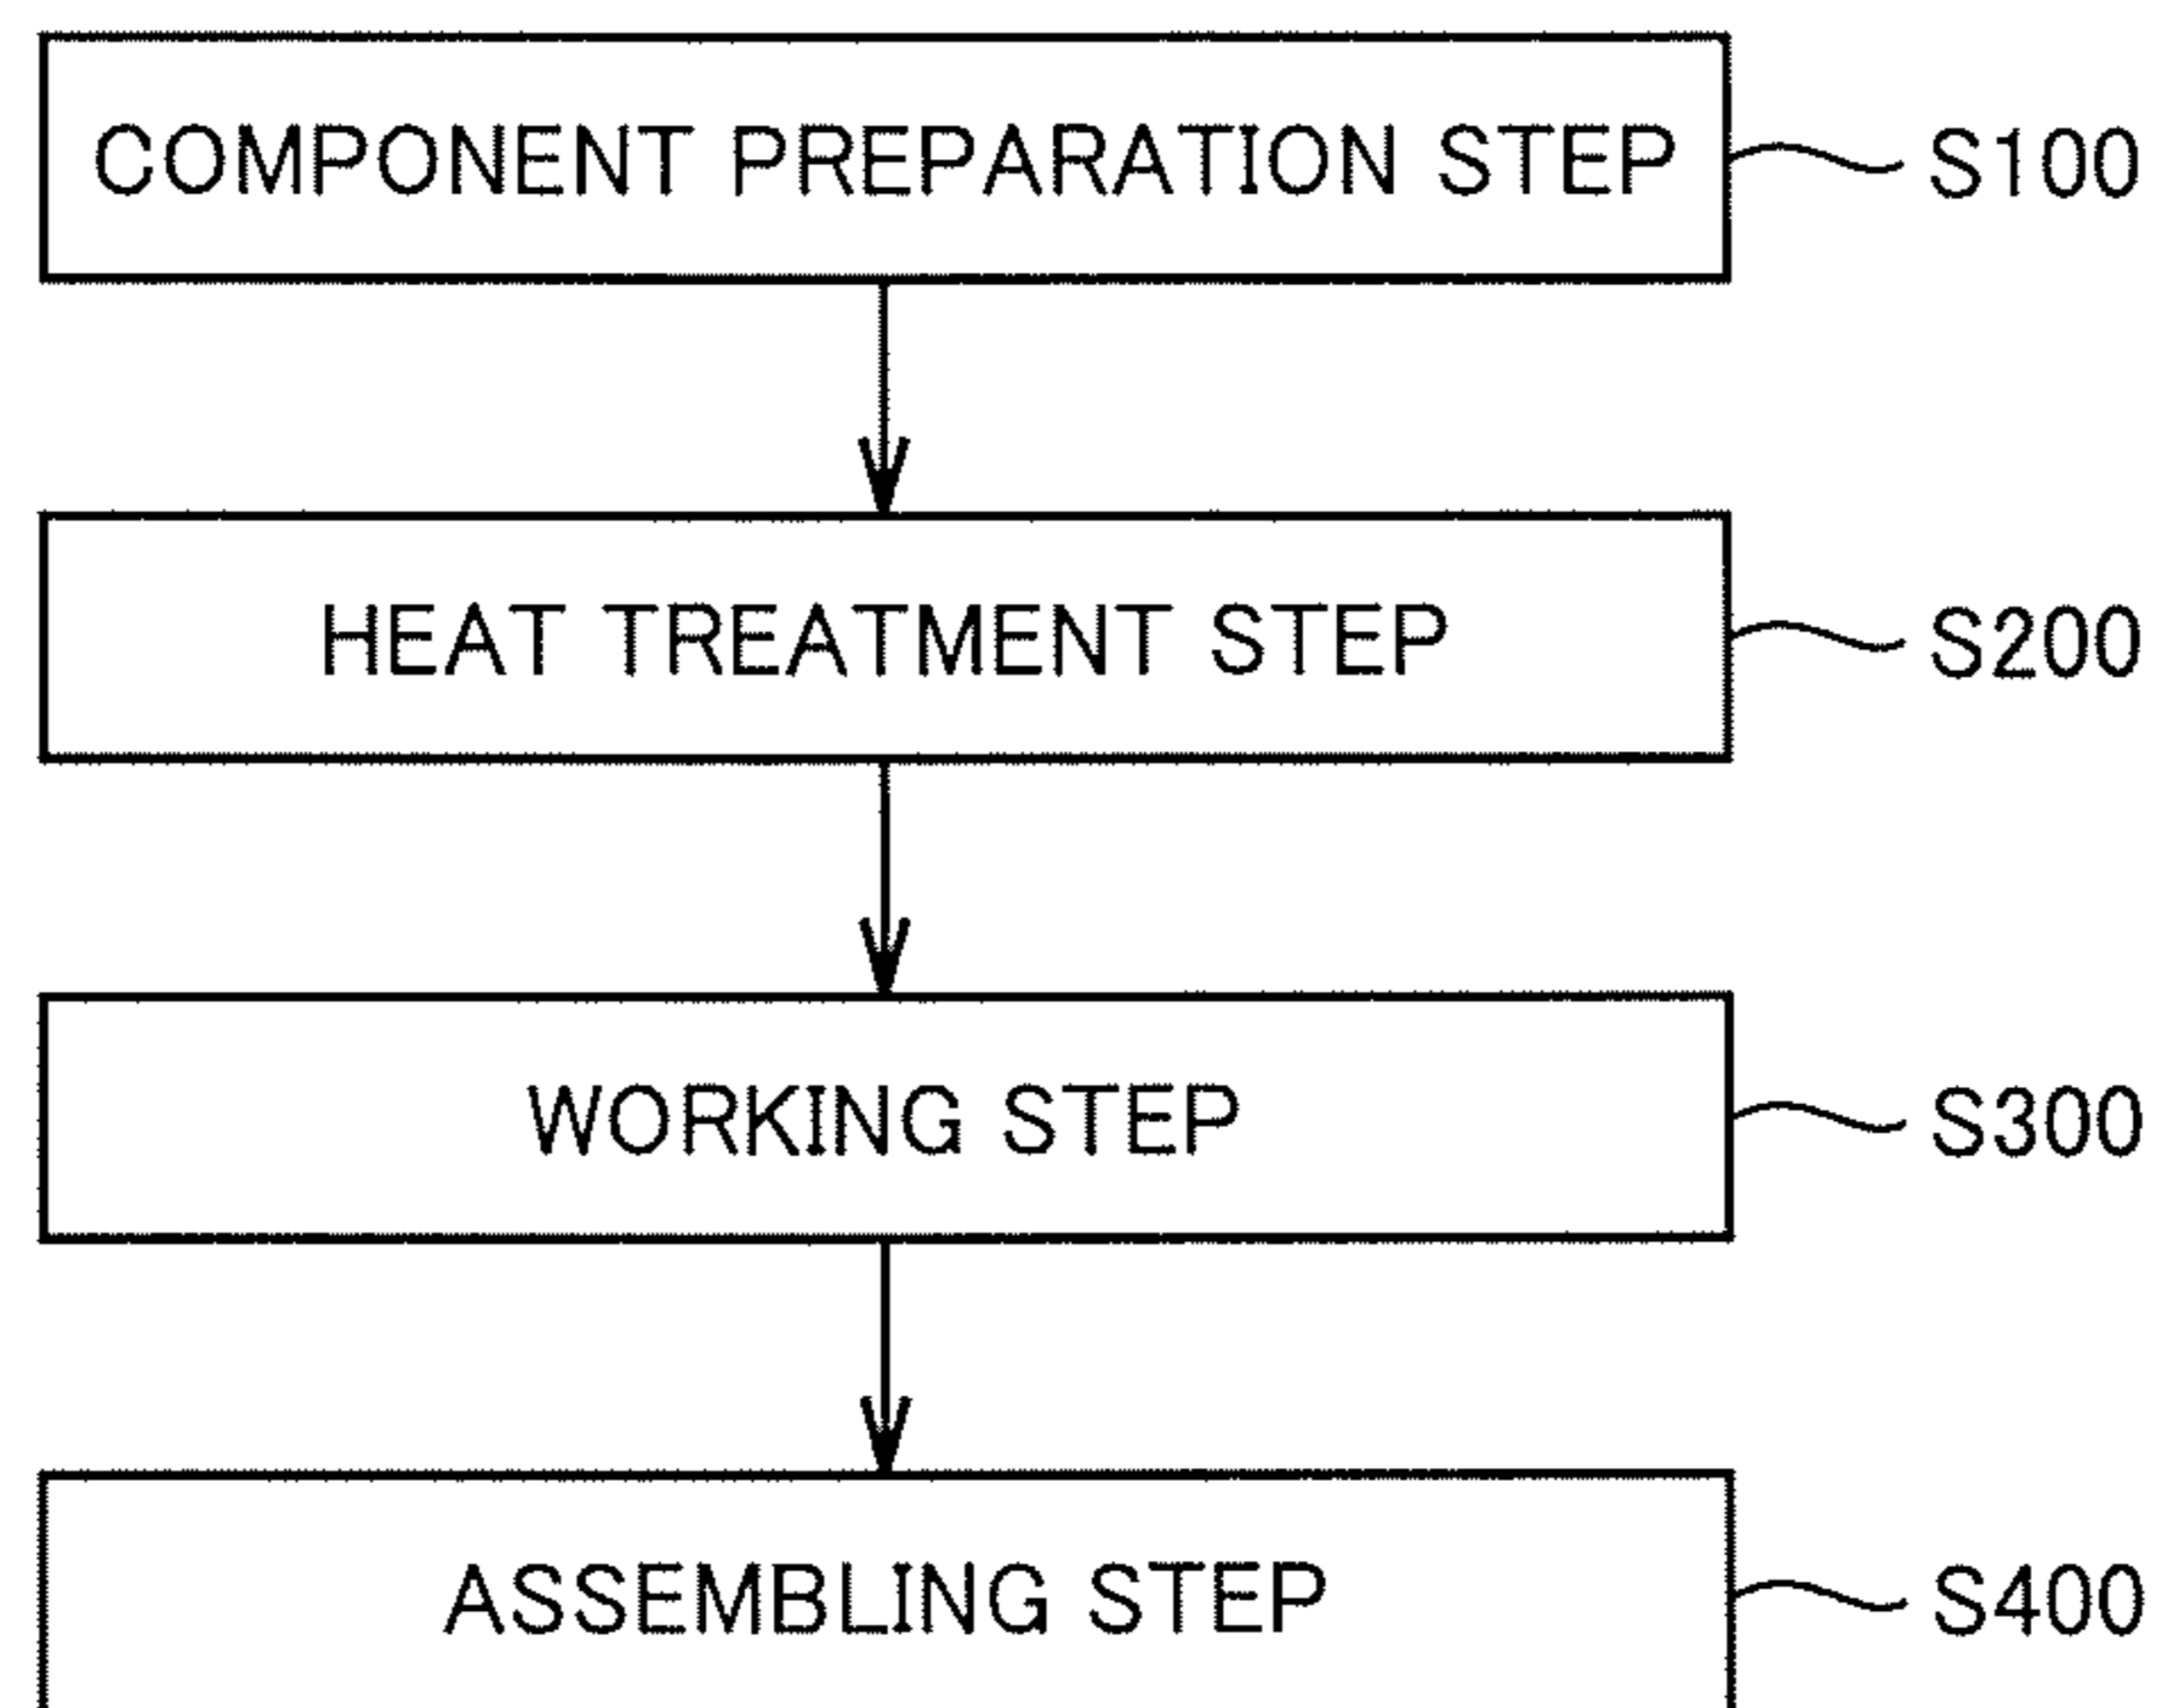 COMPONENT PREPARATION STEP S100
HEAT TREATMENT STEP S200
WORKING STEP S300
ASSEMBLING STEP S400